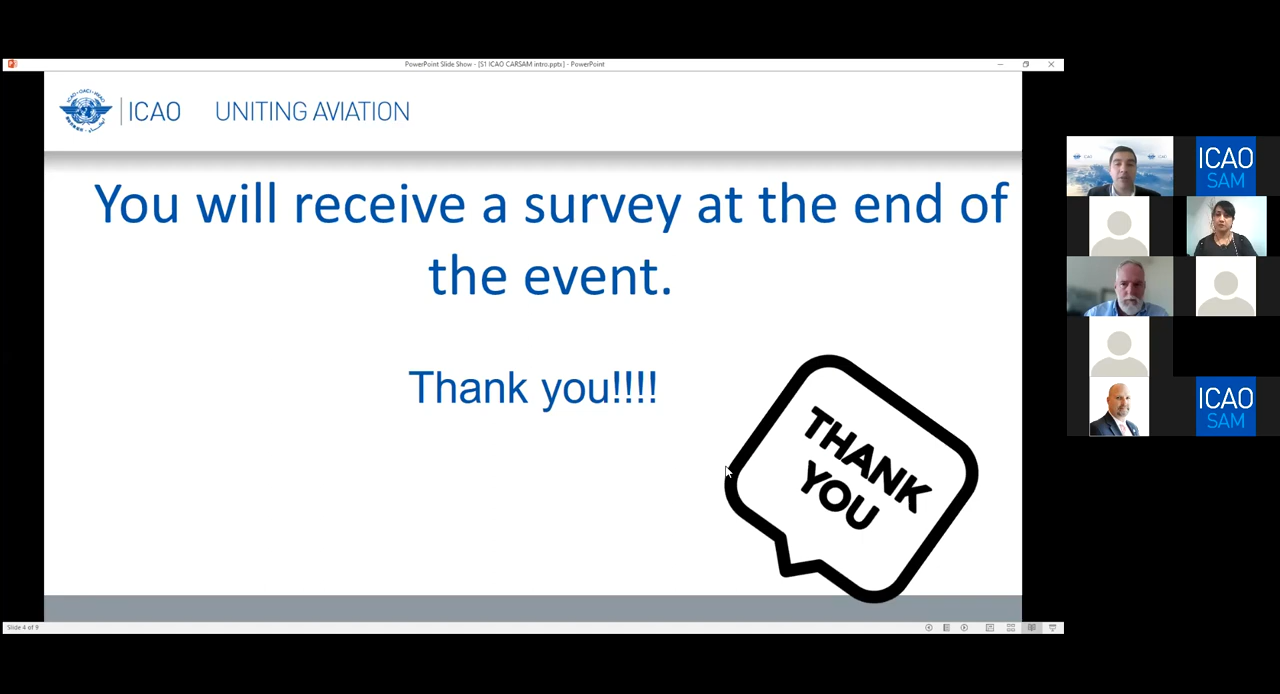 PowerPoint Slide Show - [S1 ICAO CARSAM intro.pptx] - PowerPoint
ICAO UNITING AVIATION
You will receive a survey at the end of
the event.
Thank you!!!!
THANK
YOU
Slide 4 of 9
ICAO
SAM
ICAO
SAM